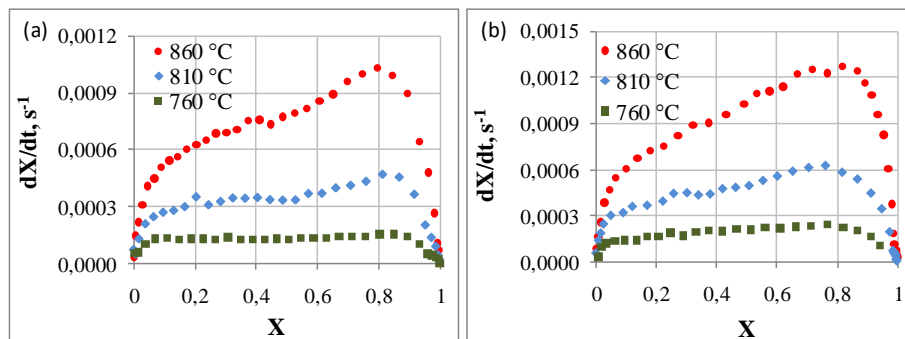 (a)
0,0012
0,0009
0,0006
0,0003
0,0000
dX/dt, s-1
860 °C
810 °C
760 °C
0 0,2 0,4 0,6 0,8 1
X
(b)
0,0015
0,0012
0,0009
0,0006
0,0003
0,0000
dX/dt, s-1
860 °C
810 °C
760 °C
0 0,2 0,4 0,6 0,8 1
X